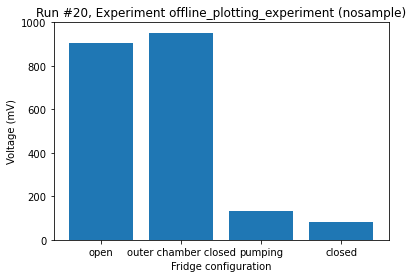 Run #20, Experiment offline_plotting_experiment (nosample)
1000
800
600
400
200
0
Voltage (mV)
open outer chamber closed pumping closed
Fridge configuration